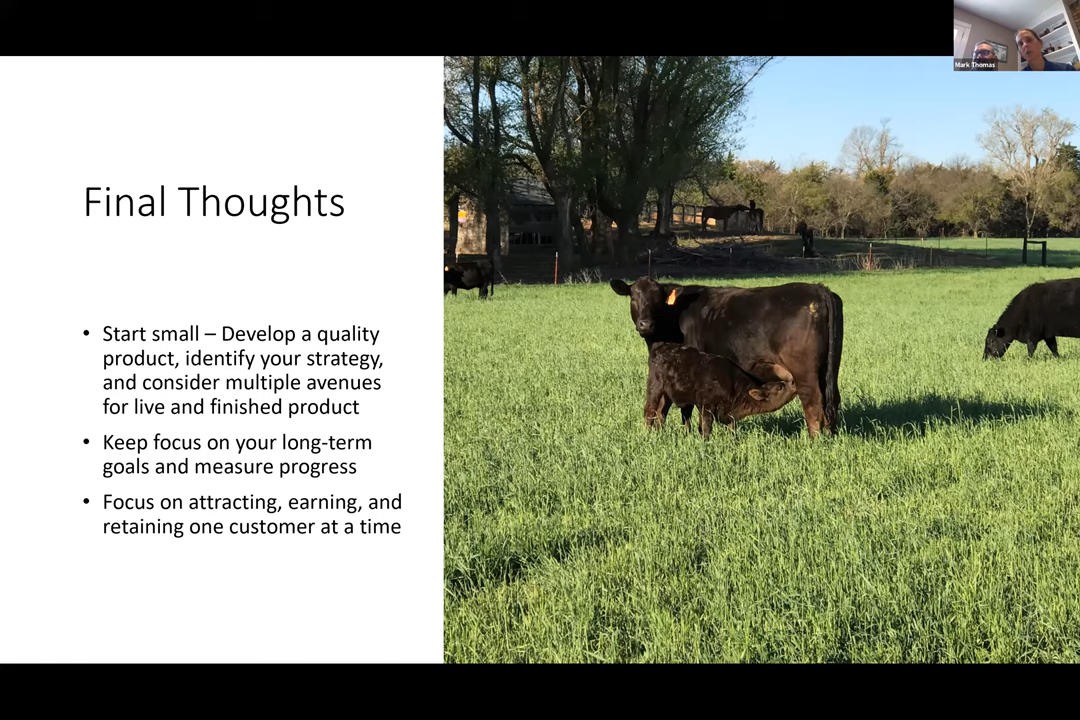 Mark Thomas
Final Thoughts
• Start small – Develop a quality
product, identify your strategy,
and consider multiple avenues
for live and finished product
• Keep focus on your long-term
goals and measure progress
• Focus on attracting, earning, and
retaining one customer at a time